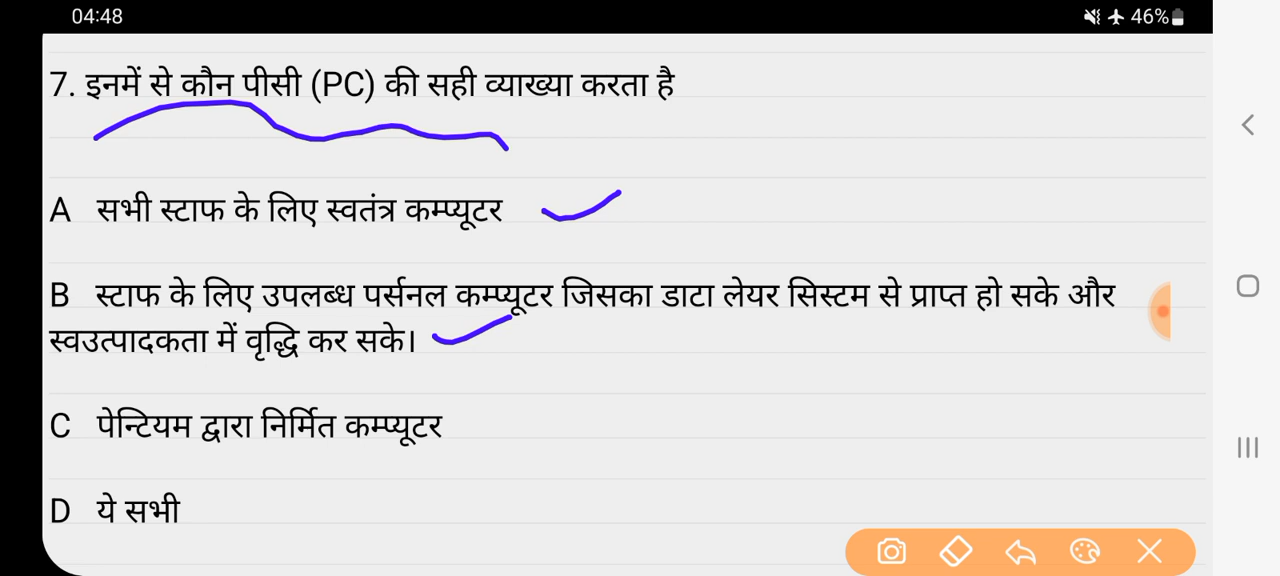 04:48
46%
7. इनमें से कौन पीसी (PC) की सही व्याख्या करता है
A सभी स्टाफ के लिए स्वतंत्र कम्प्यूटर
B स्टाफ के लिए उपलब्ध पर्सनल कम्प्यूटर जिसका डाटा लेयर सिस्टम से प्राप्त हो सके और
स्वउत्पादकता में वृद्धि कर सके।
C पेन्टियम द्वारा निर्मित कम्प्यूटर
D ये सभी